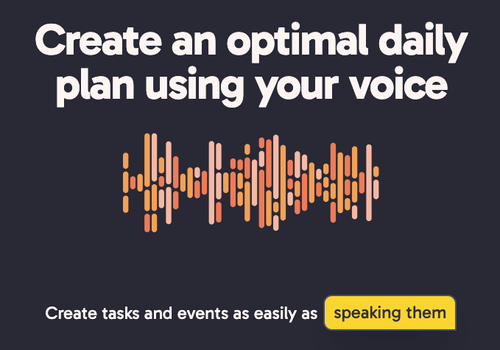 Create an optimal daily
plan using your voice
Create tasks and events as easily as speaking them